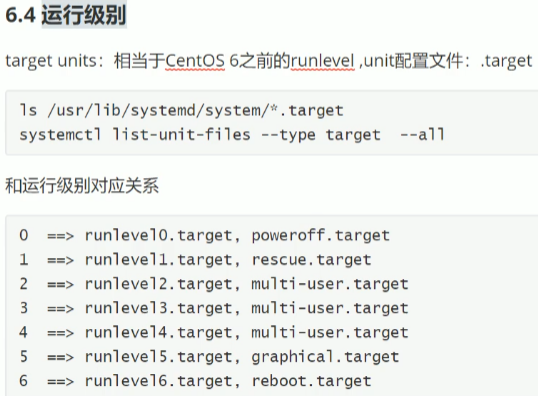 6.4 运行级别
target units：相当于CentOS 6之前的runlevel ,unit配置文件：.target
ls /usr/lib/systemd/system/*.target
systemctl list-unit-files --type target  --all
和运行级别对应关系
0  ==> runlevel0.target, poweroff.target
1  ==> runlevel1.target, rescue.target
2  ==> runlevel2.target, multi-user.target
3  ==> runlevel3.target, multi-user.target
4  ==> runlevel4.target, multi-user.target
5  ==> runlevel5.target, graphical.target
6  ==> runlevel6.target, reboot.target